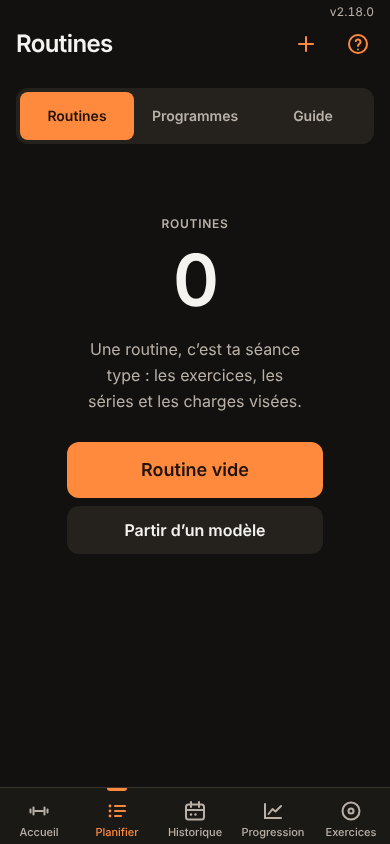 v2.18.0
Routines
Routines
Programmes
Guide
ROUTINES
0
Une routine, c’est ta séance
type : les exercices, les
séries et les charges visées.
Routine vide
Partir d’un modèle
Accueil
Planifier
Historique
Progression
Exercices